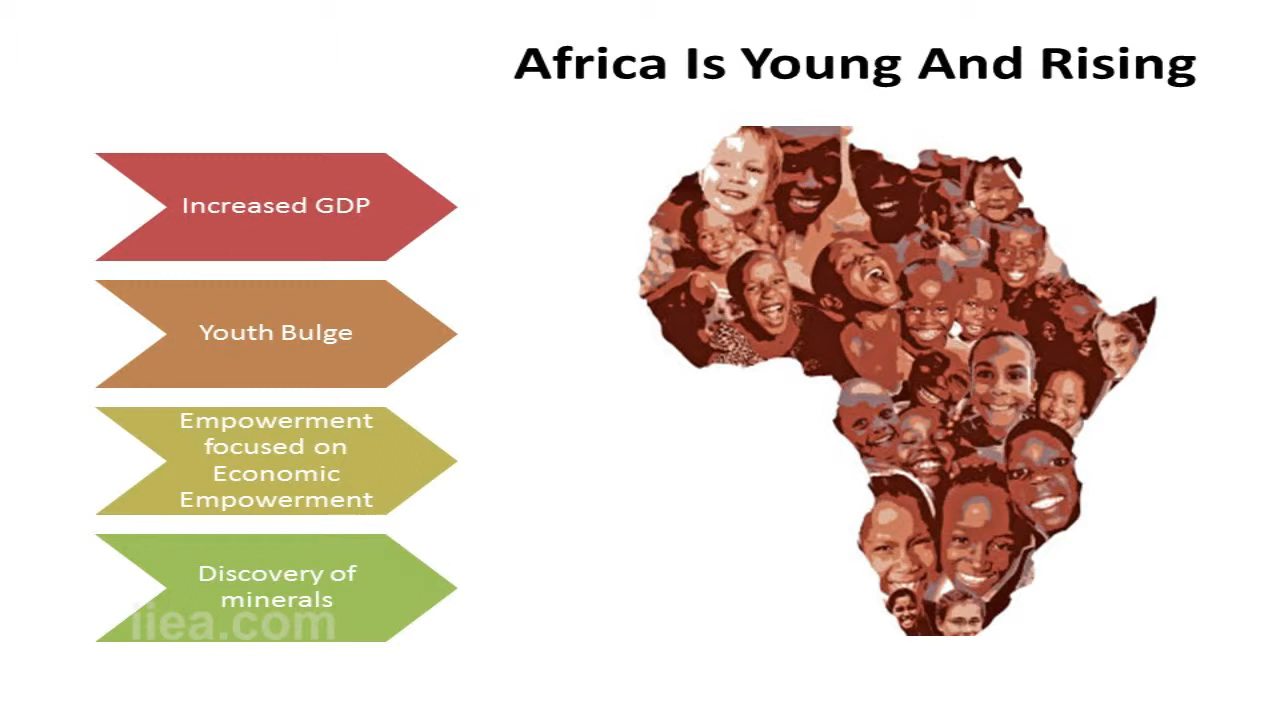 Africa Is Young And Rising
Increased GDP
Youth Bulge
Empowerment
focused on
Economic
Empowerment
Discovery of
minerals
iiea.com